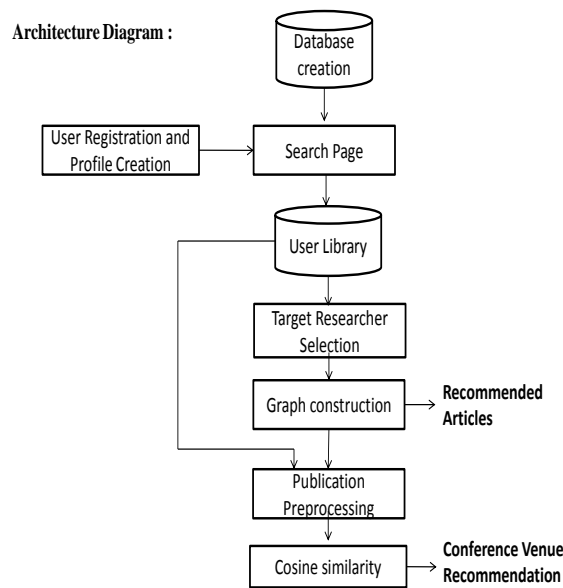 Architecture Diagram :
Database
creation
User Registration and
Profile Creation
Search Page
User Library
Target Researcher
Selection
Graph construction
Recommended
Articles
Publication
Preprocessing
Cosine similarity
Conference Venue
Recommendation